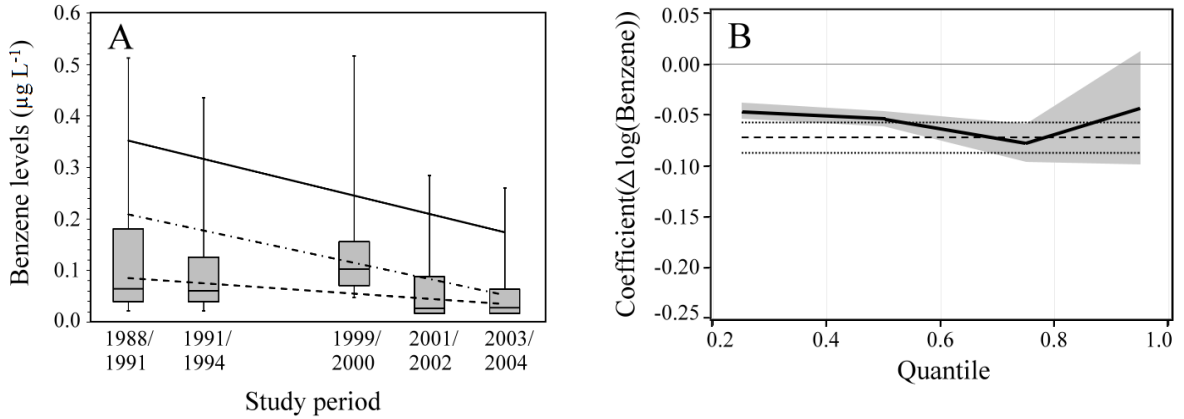 A
Benzene levels (µg L⁻¹)
0.6
0.5
0.4
0.3
0.2
0.1
0.0
1988/ 1991/ 1999/ 2001/ 2003/
1991 1994 2000 2002 2004
Study period
B
Coefficient(Δ log(Benzene))
0.05
0.00
-0.05
-0.10
-0.15
-0.20
-0.25
0.2 0.4 0.6 0.8 1.0
Quantile